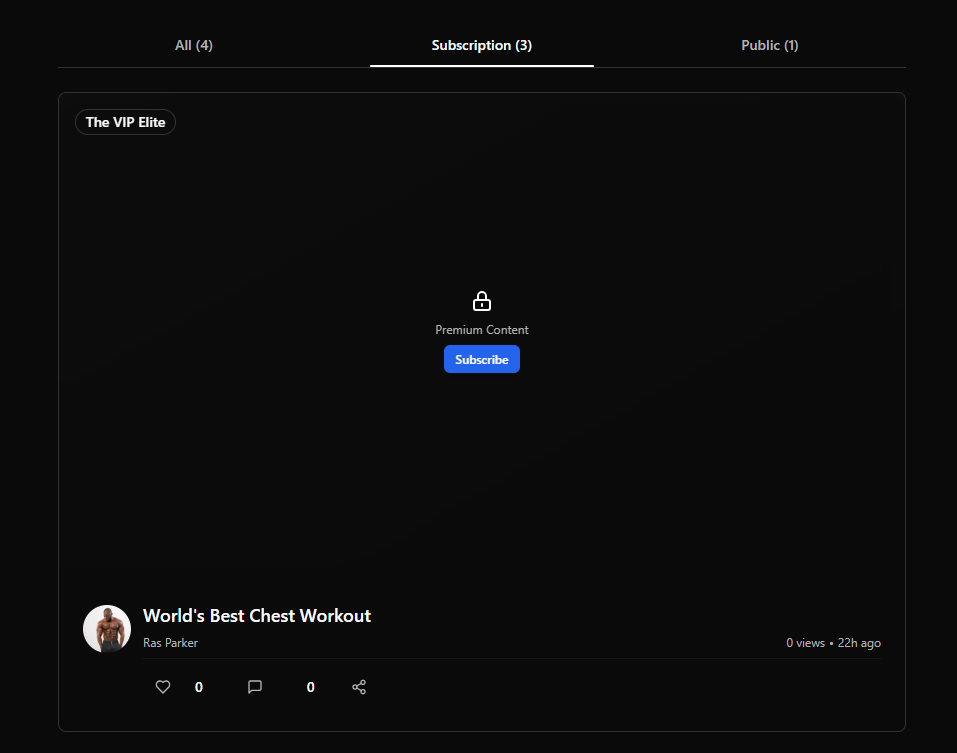 All (4)
Subscription (3)
Public (1)
The VIP Elite
Premium Content
Subscribe
World's Best Chest Workout
Ras Parker
0 views • 22h ago
0
0